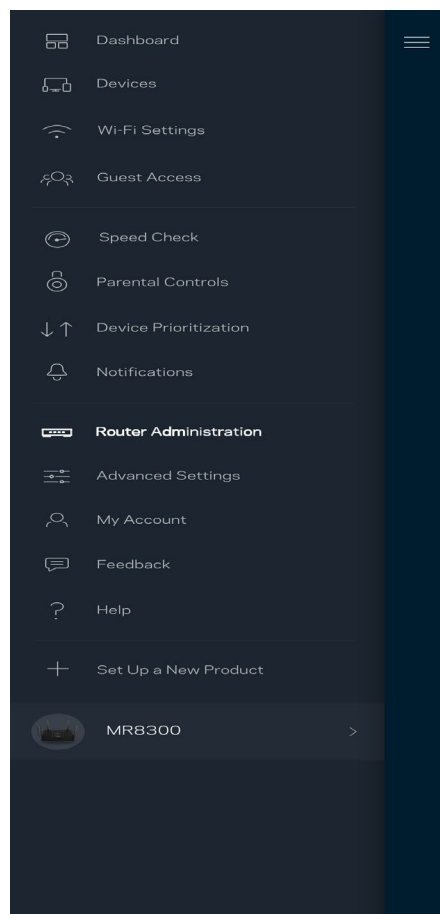 Dashboard
Devices
Wi-Fi Settings
Guest Access
Speed Check
Parental Controls
Device Prioritization
Notifications
Router Administration
Advanced Settings
My Account
Feedback
Help
Set Up a New Product
MR8300